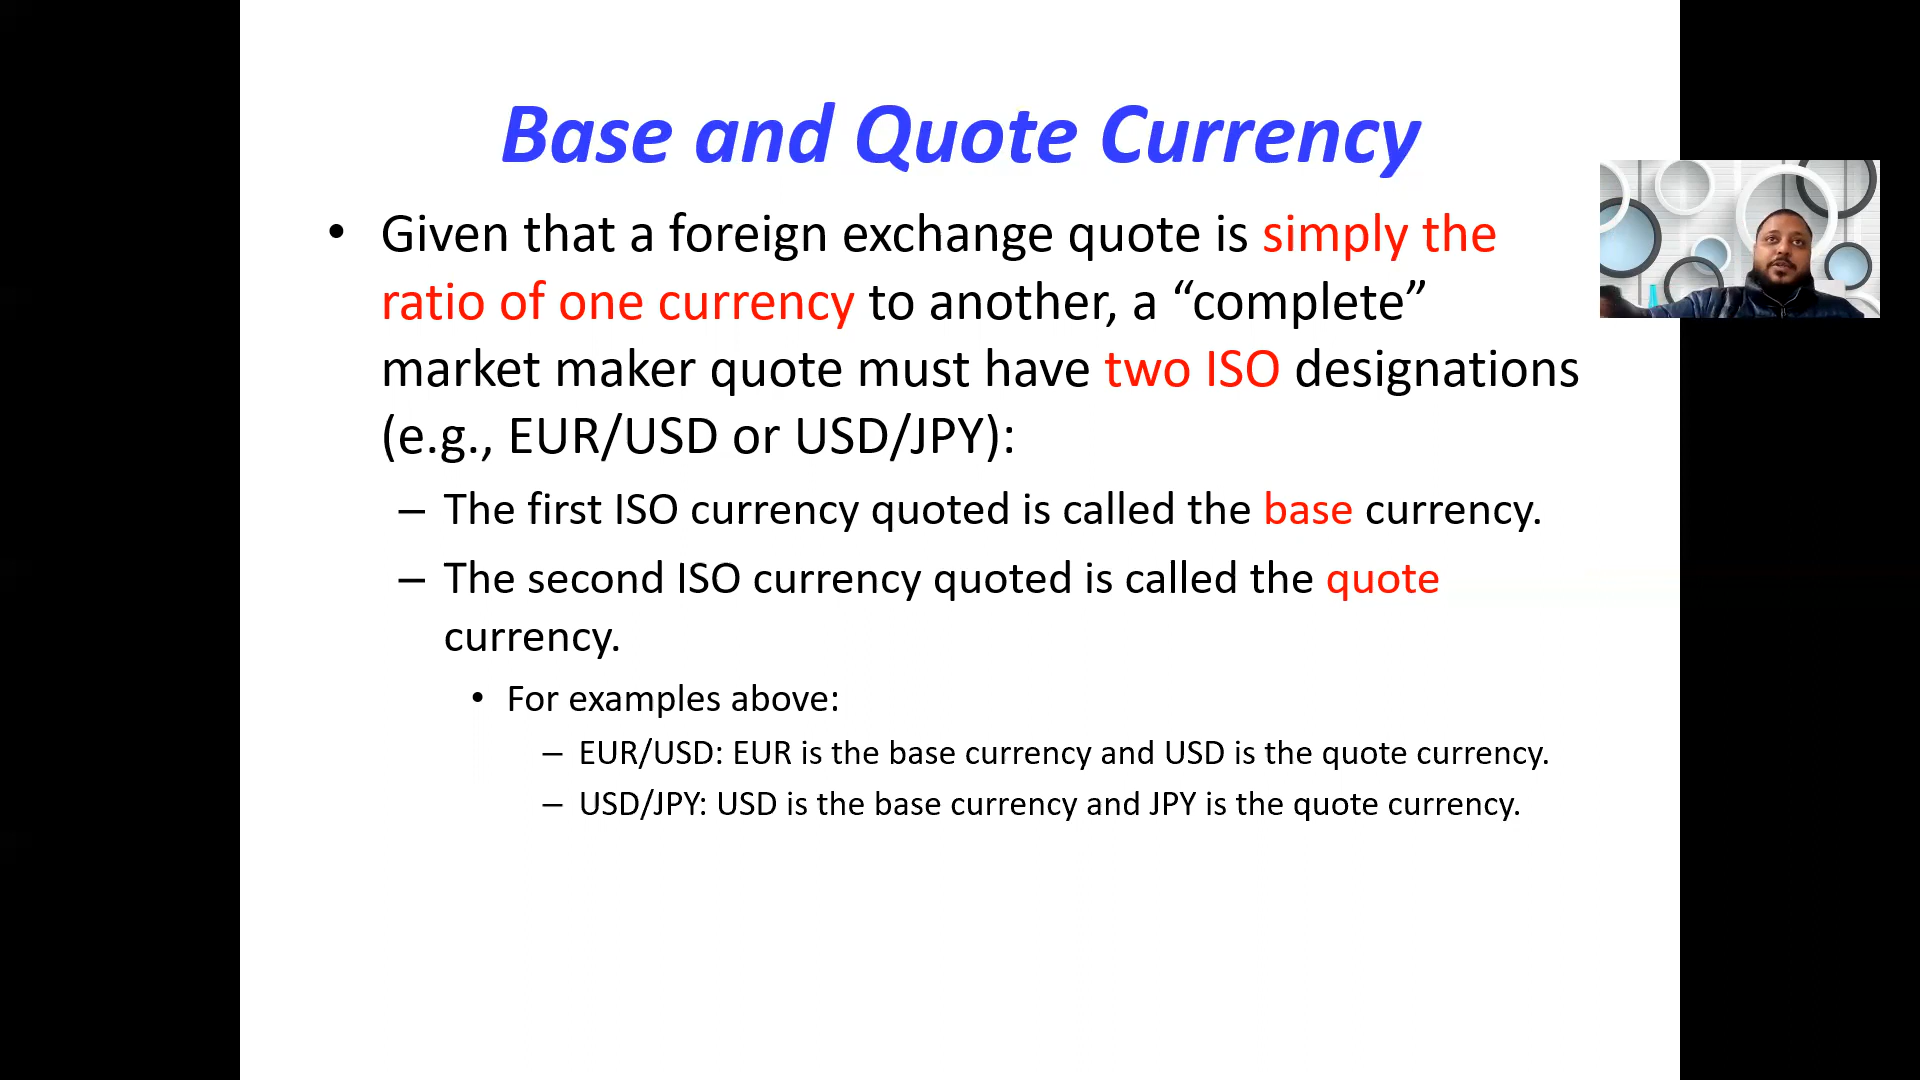 Base and Quote Currency
• Given that a foreign exchange quote is simply the
ratio of one currency to another, a “complete”
market maker quote must have two ISO designations
(e.g., EUR/USD or USD/JPY):
– The first ISO currency quoted is called the base currency.
– The second ISO currency quoted is called the quote
currency.
• For examples above:
– EUR/USD: EUR is the base currency and USD is the quote currency.
– USD/JPY: USD is the base currency and JPY is the quote currency.